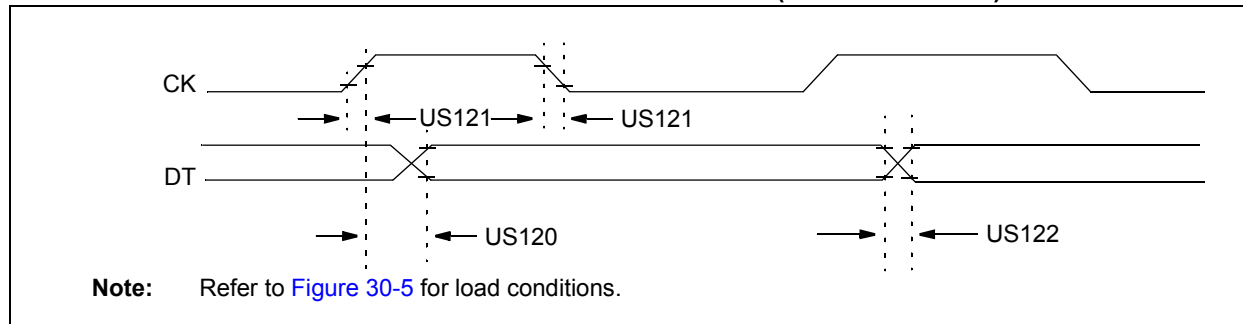 CK
US121
US121
DT
US120
US122
Note: Refer to Figure 30-5 for load conditions.